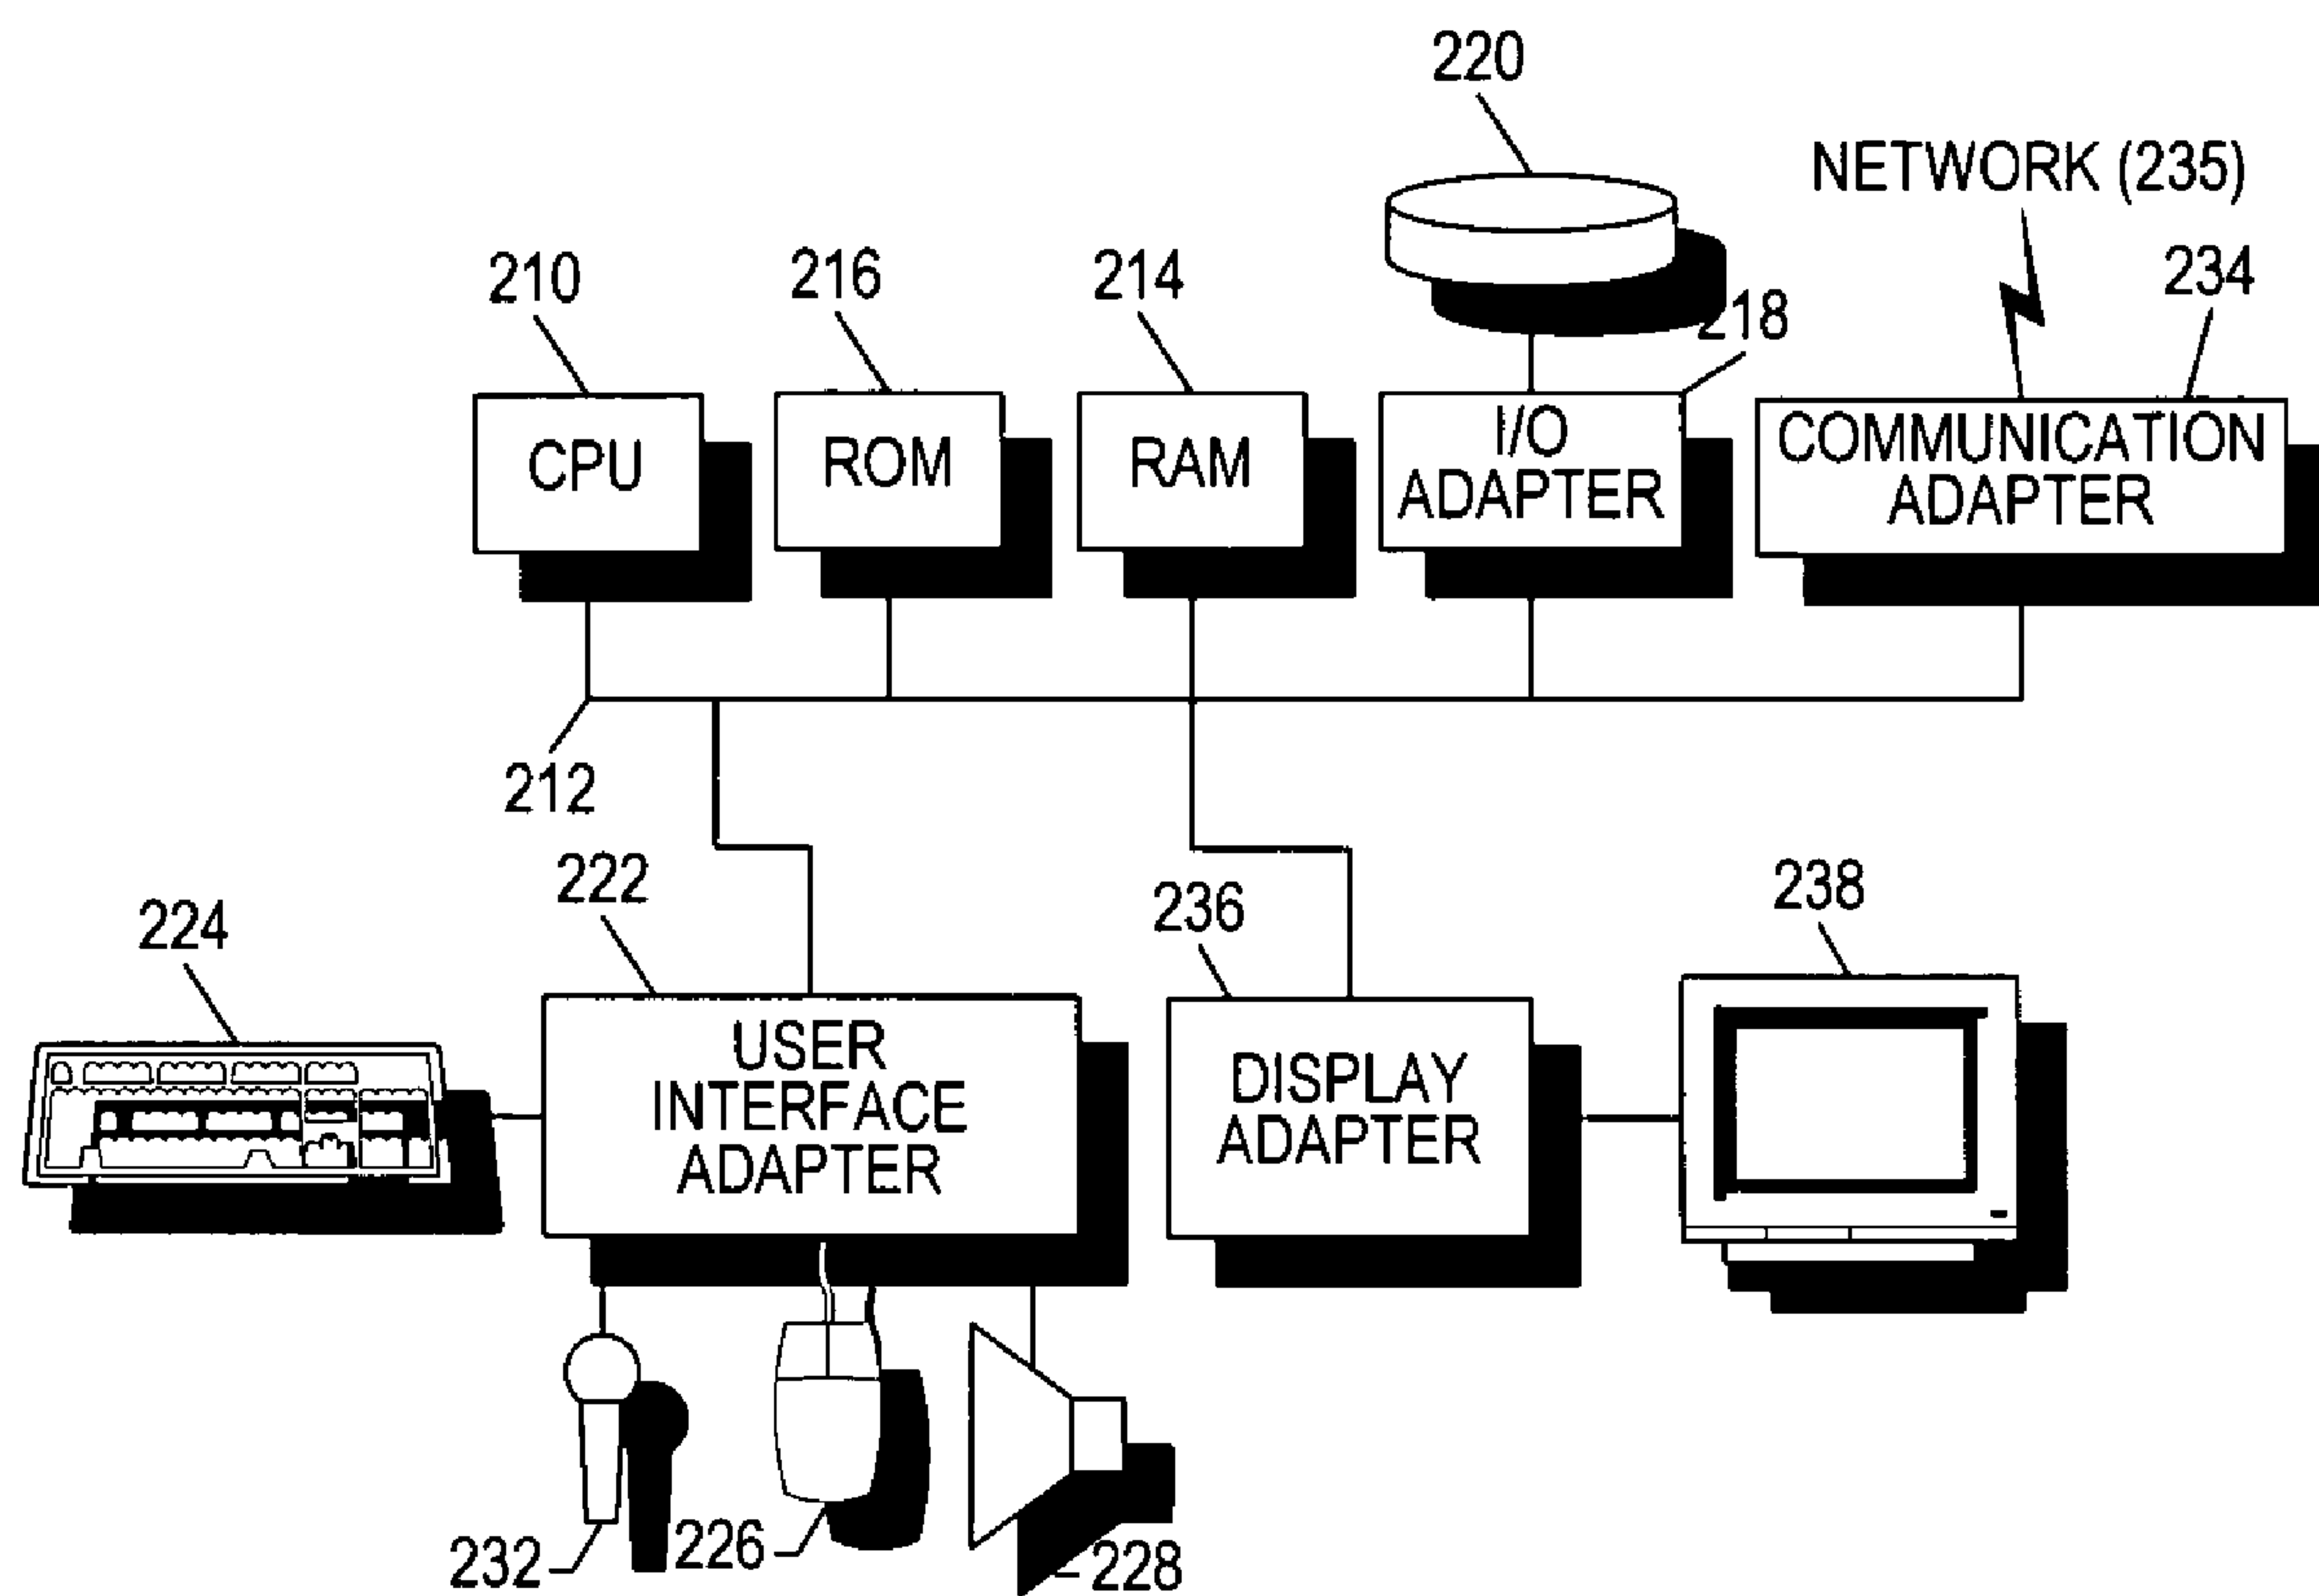 220
NETWORK (235)
210
216
214
218
234
CPU
ROM
RAM
I/O
ADAPTER
COMMUNICATION
ADAPTER
212
222
224
236
238
USER
INTERFACE
ADAPTER
DISPLAY
ADAPTER
232
226
228